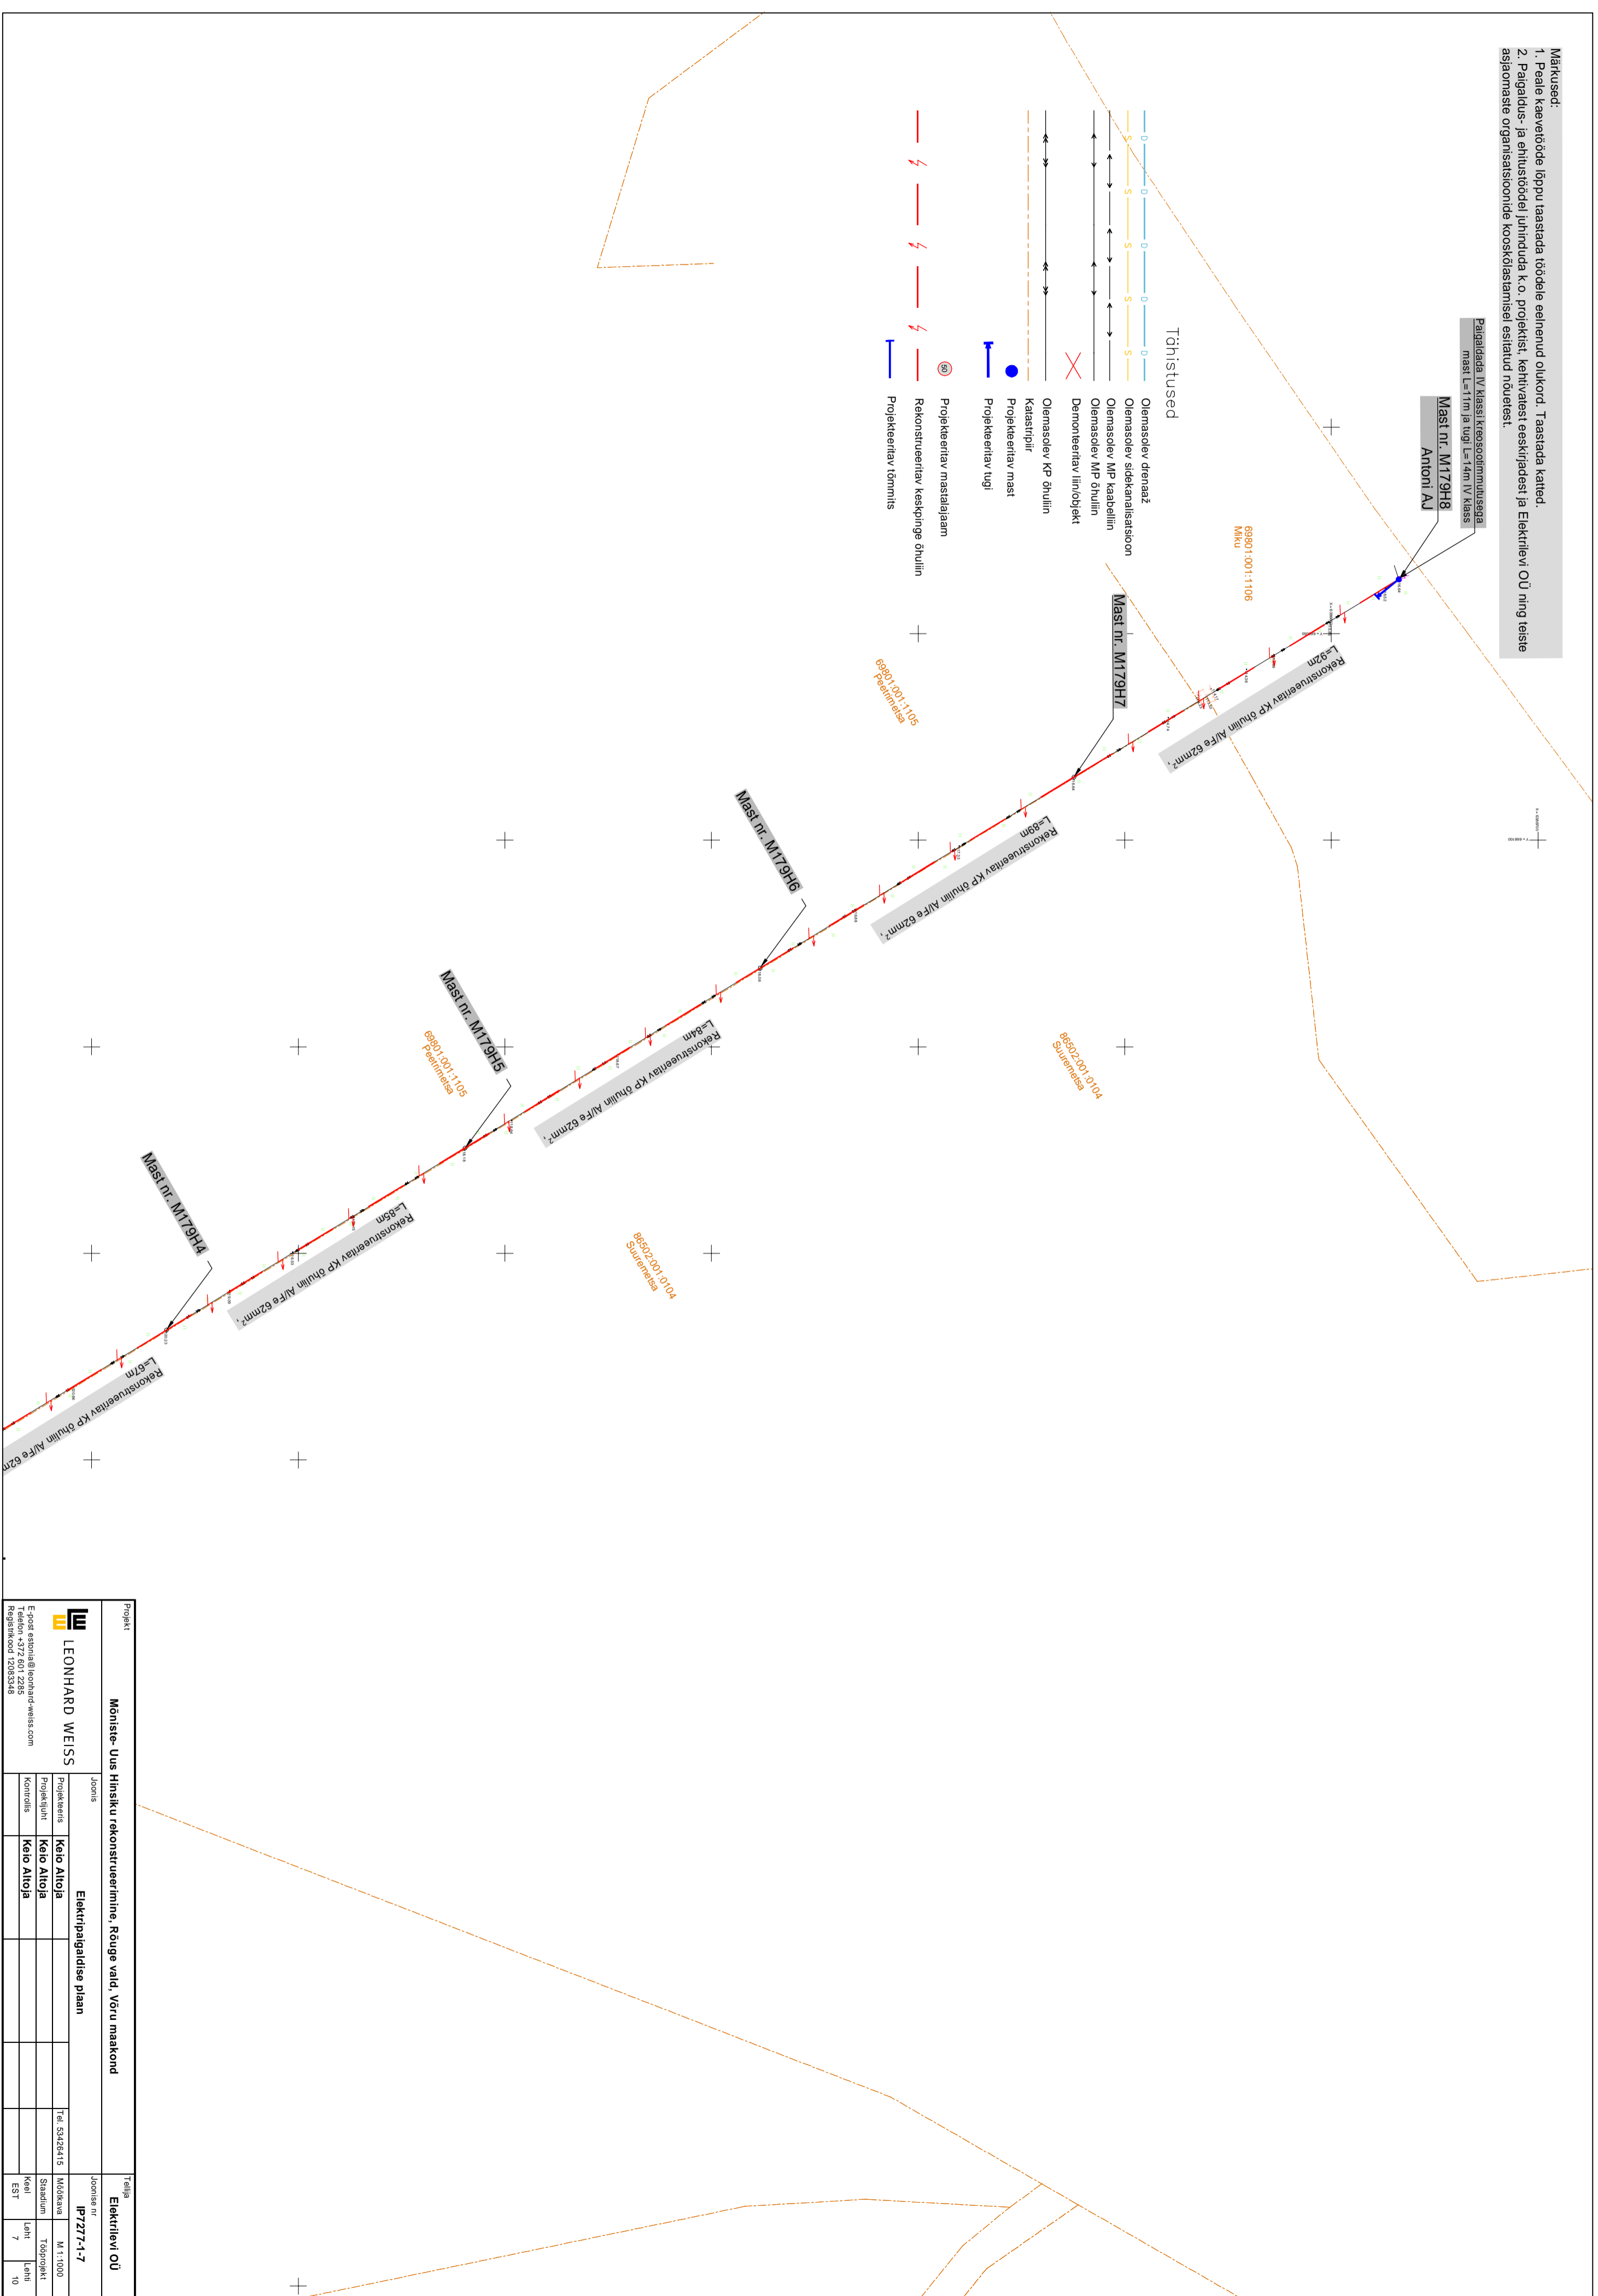 Märkused:
1. Peale kaevetööde lõppu taastada töödele eelnenud olukord. Taastada katted.
2. Paigaldus- ja ehitustöödel juhinduda k.o. projektist, kehtivatest eeskirjadest ja Elektrilevi OÜ ning teiste
asjaomaste organisatsioonide kooskõlastamisel esitatud nõuetest.
Paigaldada IV klassi kreosootimmutusega
mast L=11m ja tugi L=14m IV klass
Mast nr. M179H8
Antoni AJ
Tähistused
Olemasolev drenaaž
Olemasolev sidekanalisatsioon
Olemasolev MP kaabelliin
Olemasolev MP õhuliin
Demonteeritav liin/objekt
Olemasolev KP õhuliin
Katastripiir
Projekteeritav mast
Projekteeritav tugi
50
Projekteeritav mastalajaam
Rekonstrueeritav keskpinge õhuliin
Projekteeritav tõmmits
69801:001:1106
Miku
Mast nr. M179H7
Rekonstrueeritav KP õhuliin Al/Fe 62mm²,
L=92m
69801:001:1105
Peetrimetsa
Mast nr. M179H6
Rekonstrueeritav KP õhuliin Al/Fe 62mm²,
L=89m
86502:001:0104
Suuremetsa
Mast nr. M179H5
Rekonstrueeritav KP õhuliin Al/Fe 62mm²,
L=84m
69801:001:1105
Peetrimetsa
86502:001:0104
Suuremetsa
Mast nr. M179H4
Rekonstrueeritav KP õhuliin Al/Fe 62mm²,
L=85m
Rekonstrueeritav KP õhuliin Al/Fe 62m
L=67m
Projekt
Mõniste- Uus Hinsiku rekonstrueerimine, Rõuge vald, Võru maakond
Tellija
Elektrilevi OÜ
LEONHARD WEISS
E-post estonia@leonhard-weiss.com
Telefon +372 601 2285
Registrikood 12083348
Joonis
Elektripaigaldise plaan
Joonise nr
IP7277-1-7
Projekteeris Keio Altoja Tel. 53426415
Mõõtkava M 1:1000
Projektijuht Keio Altoja
Staadium Tööprojekt
Kontrollis Keio Altoja
Keel EST
Leht 7
Lehti 10